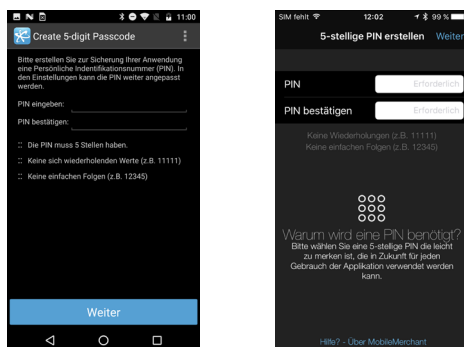 11:00
Create 5-digit Passcode
Bitte erstellen Sie zur Sicherung Ihrer Anwendung
eine Persönliche Indentifikationsnummer (PIN). In
den Einstellungen kann die PIN weiter angepasst
werden.
PIN eingeben:
PIN bestätigen:
:: Die PIN muss 5 Stellen haben.
:: Keine sich wiederholenden Werte (z.B. 11111)
:: Keine einfachen Folgen (z.B. 12345)
Weiter
SIM fehlt 12:02 99 %
5-stellige PIN erstellen Weiter
PIN Erforderlich
PIN bestätigen Erforderlich
Keine Wiederholungen (z.B. 11111)
Keine einfachen Folgen (z.B. 12345)
Warum wird eine PIN benötigt?
Bitte wählen Sie eine 5-stellige PIN die leicht
zu merken ist, die in Zukunft für jeden
Gebrauch der Applikation verwendet werden
kann.
Hilfe? - Über MobileMerchant